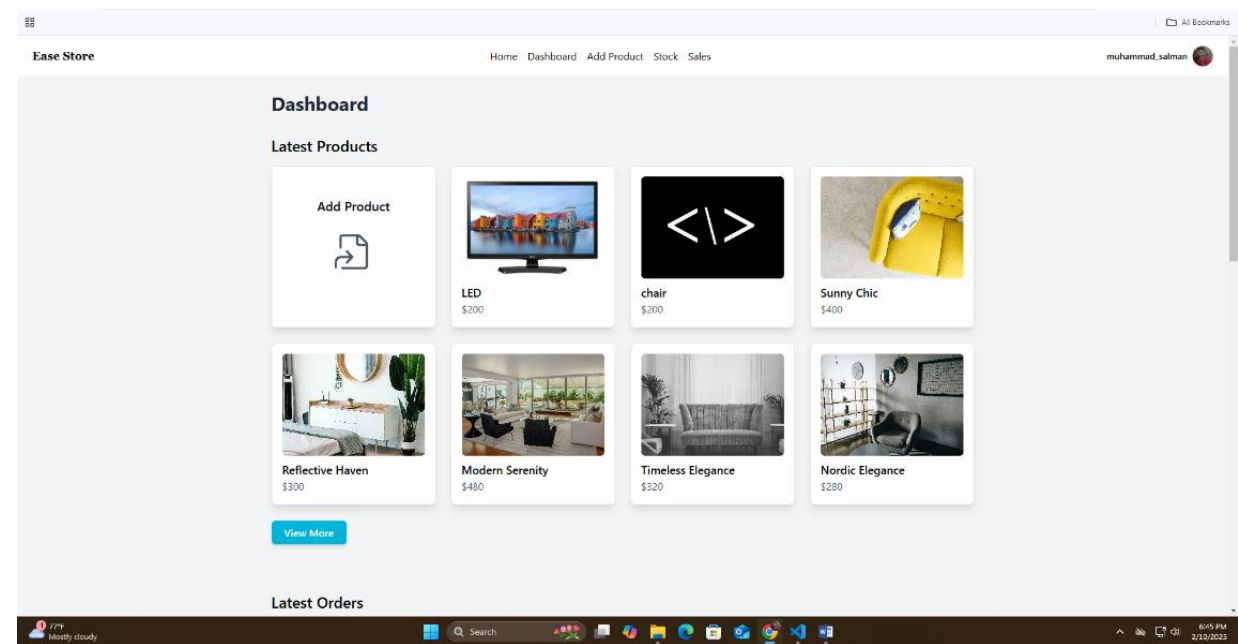 All Bookmarks
Ease Store
Home Dashboard Add Product Stock Sales
muhammad_salman
Dashboard
Latest Products
Add Product
<\>
LED
$200
chair
$200
Sunny Chic
$400
Reflective Haven
$300
Modern Serenity
$480
Timeless Elegance
$320
Nordic Elegance
$280
View More
Latest Orders
77°F
Mostly cloudy
Search
6:45 PM
2/10/2025